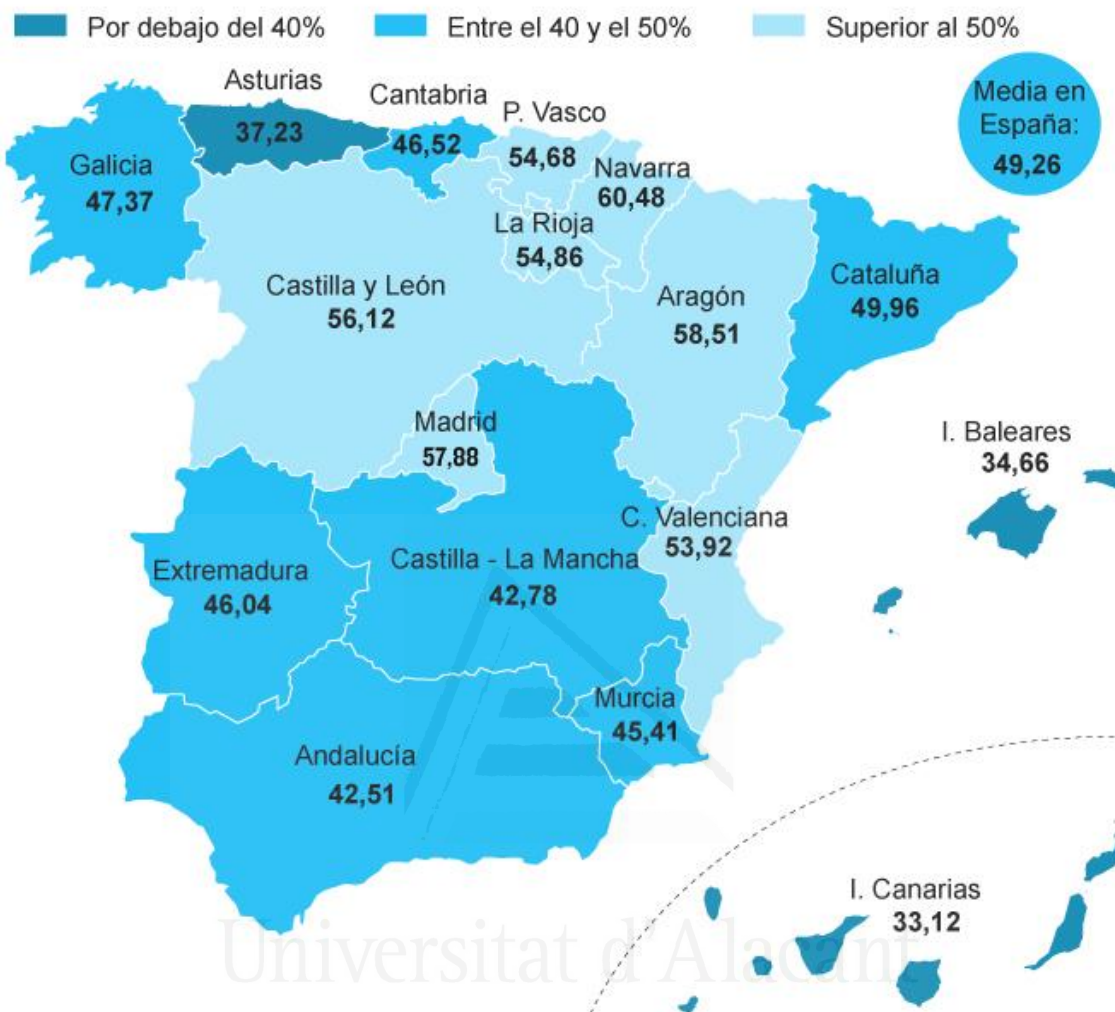 Por debajo del 40%
Entre el 40 y el 50%
Superior al 50%
Media en
España:
49,26
Asturias
37,23
Cantabria
46,52
P. Vasco
54,68
Navarra
60,48
Galicia
47,37
La Rioja
54,86
Castilla y León
56,12
Aragón
58,51
Cataluña
49,96
Madrid
57,88
I. Baleares
34,66
C. Valenciana
53,92
Extremadura
46,04
Castilla - La Mancha
42,78
Murcia
45,41
Andalucía
42,51
I. Canarias
33,12
Universitat d'Alacant